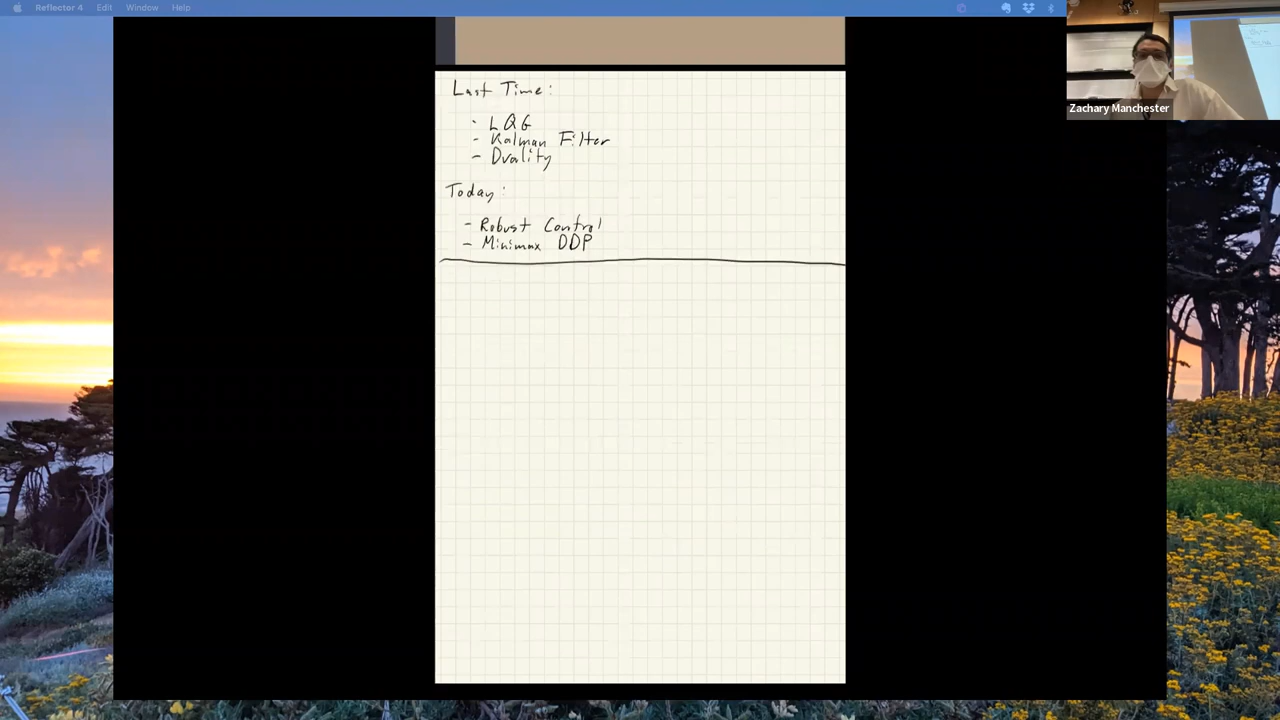 Reflector 4 Edit Window Help
Zachary Manchester
Last Time:
- LQG
- Kalman Filter
- Duality
Today:
- Robust Control
- Minimax DDP